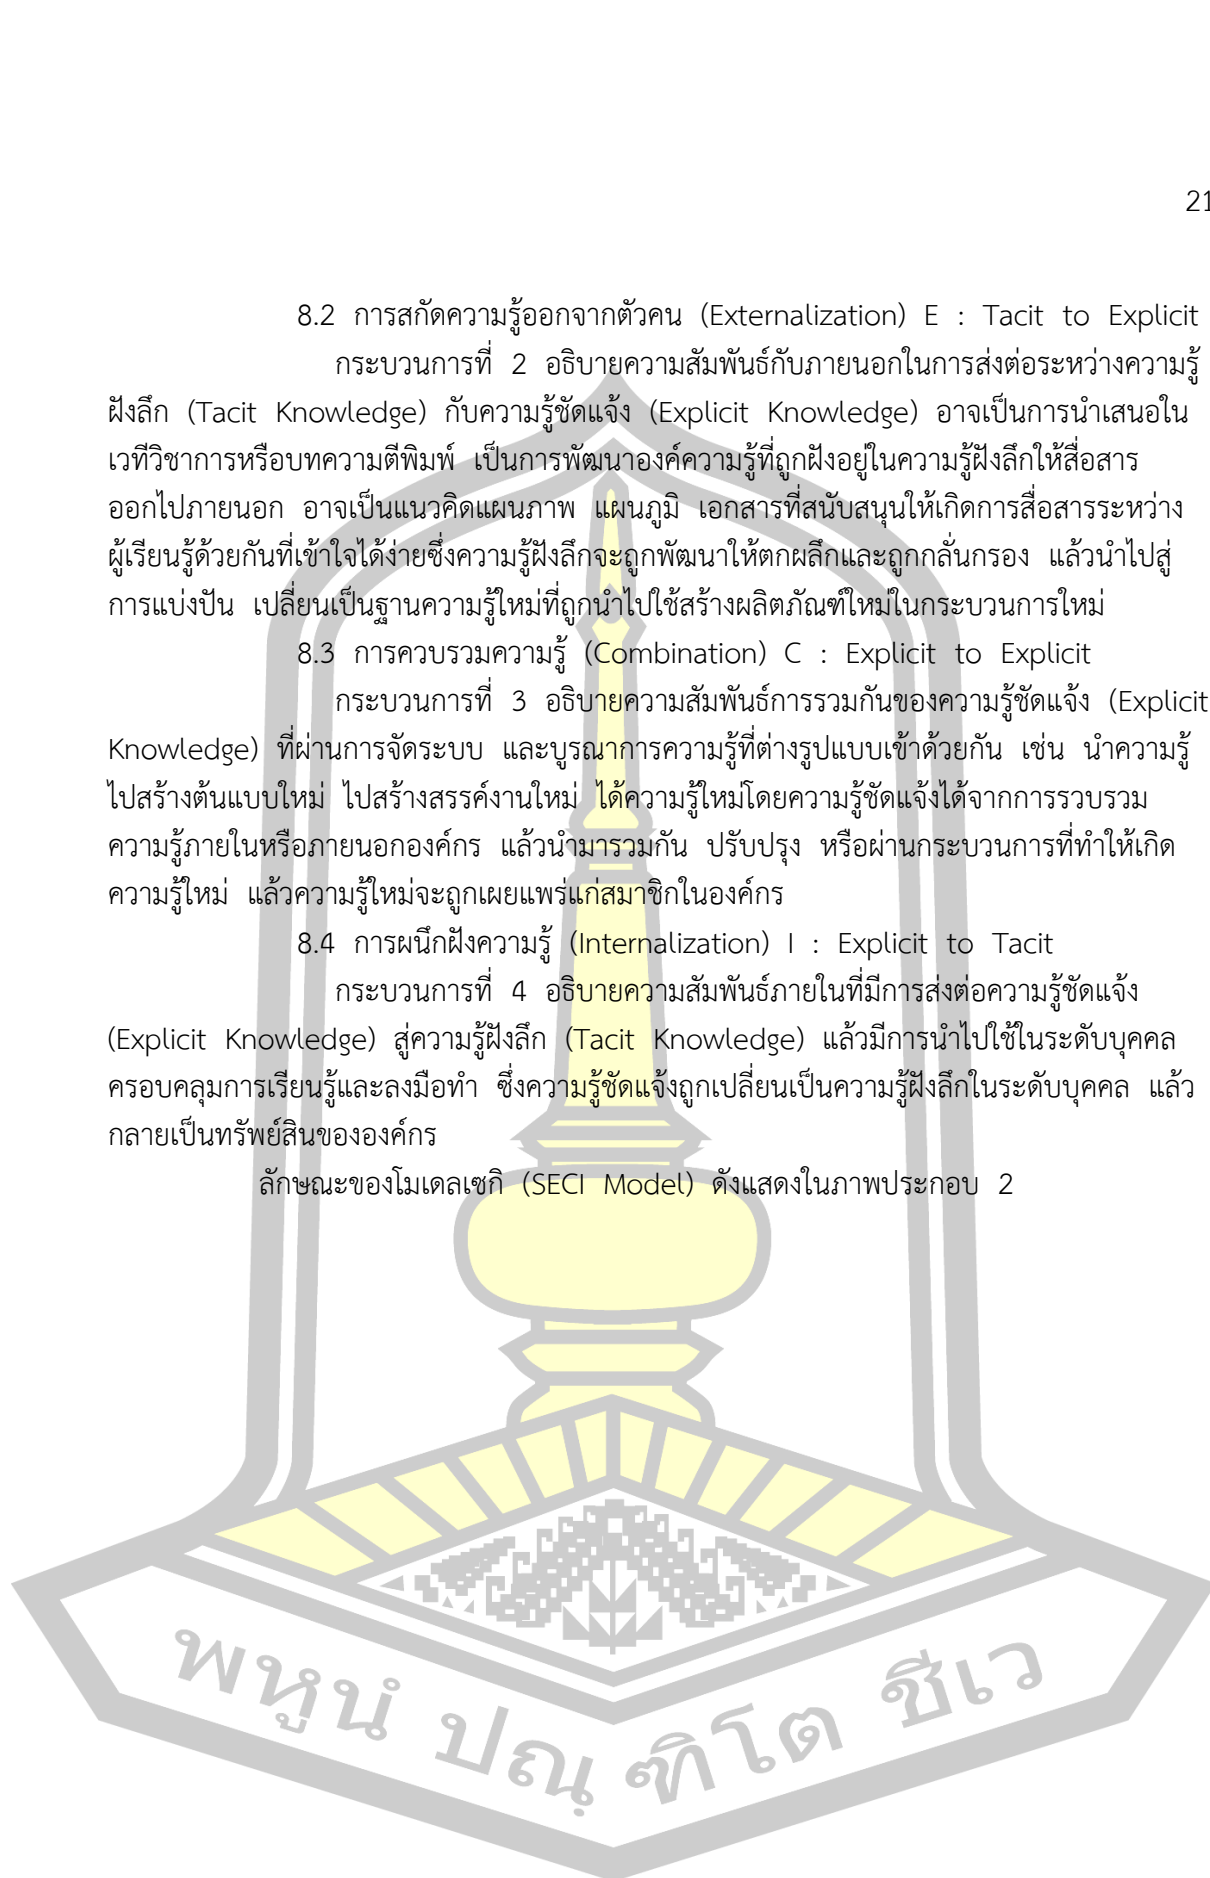 21
8.2 การสกัดความรู้ออกจากตัวคน (Externalization) E : Tacit to Explicit
กระบวนการที่ 2 อธิบายความสัมพันธ์กับภายนอกในการส่งต่อระหว่างความรู้
ฝังลึก (Tacit Knowledge) กับความรู้ชัดแจ้ง (Explicit Knowledge) อาจเป็นการนำเสนอใน
เวทีวิชาการหรือบทความตีพิมพ์ เป็นการพัฒนาองค์ความรู้ที่ถูกฝังอยู่ในความรู้ฝังลึกให้สื่อสาร
ออกไปภายนอก อาจเป็นแนวคิดแผนภาพ แผนภูมิ เอกสารที่สนับสนุนให้เกิดการสื่อสารระหว่าง
ผู้เรียนรู้ด้วยกันที่เข้าใจได้ง่ายซึ่งความรู้ฝังลึกจะถูกพัฒนาให้ตกผลึกและถูกกลั่นกรอง แล้วนำไปสู่
การแบ่งปัน เปลี่ยนเป็นฐานความรู้ใหม่ที่ถูกนำไปใช้สร้างผลิตภัณฑ์ใหม่ในกระบวนการใหม่
8.3 การควบรวมความรู้ (Combination) C : Explicit to Explicit
กระบวนการที่ 3 อธิบายความสัมพันธ์การรวมกันของความรู้ชัดแจ้ง (Explicit
Knowledge) ที่ผ่านการจัดระบบ และบูรณาการความรู้ที่ต่างรูปแบบเข้าด้วยกัน เช่น นำความรู้
ไปสร้างต้นแบบใหม่ ไปสร้างสรรค์งานใหม่ ได้ความรู้ใหม่โดยความรู้ชัดแจ้งได้จากการรวบรวม
ความรู้ภายในหรือภายนอกองค์กร แล้วนำมารวมกัน ปรับปรุง หรือผ่านกระบวนการที่ทำให้เกิด
ความรู้ใหม่ แล้วความรู้ใหม่จะถูกเผยแพร่แก่สมาชิกในองค์กร
8.4 การผนึกฝังความรู้ (Internalization) I : Explicit to Tacit
กระบวนการที่ 4 อธิบายความสัมพันธ์ภายในที่มีการส่งต่อความรู้ชัดแจ้ง
(Explicit Knowledge) สู่ความรู้ฝังลึก (Tacit Knowledge) แล้วมีการนำไปใช้ในระดับบุคคล
ครอบคลุมการเรียนรู้และลงมือทำ ซึ่งความรู้ชัดแจ้งถูกเปลี่ยนเป็นความรู้ฝังลึกในระดับบุคคล แล้ว
กลายเป็นทรัพย์สินขององค์กร
ลักษณะของโมเดลเซกิ (SECI Model) ดังแสดงในภาพประกอบ 2
พหูนํ ปณฺฑิโต ชีเว